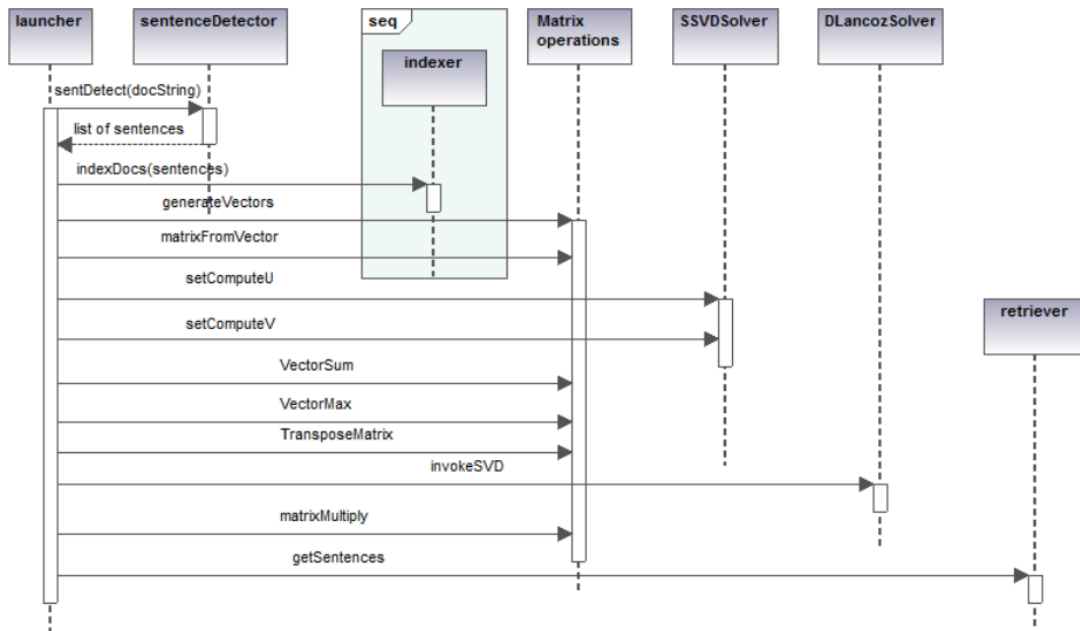 launcher
sentenceDetector
seq
indexer
Matrix
operations
SSVDSolver
DLancozSolver
sentDetect(docString)
list of sentences
indexDocs(sentences)
generateVectors
matrixFromVector
setComputeU
setComputeV
retriever
VectorSum
VectorMax
TransposeMatrix
invokeSVD
matrixMultiply
getSentences